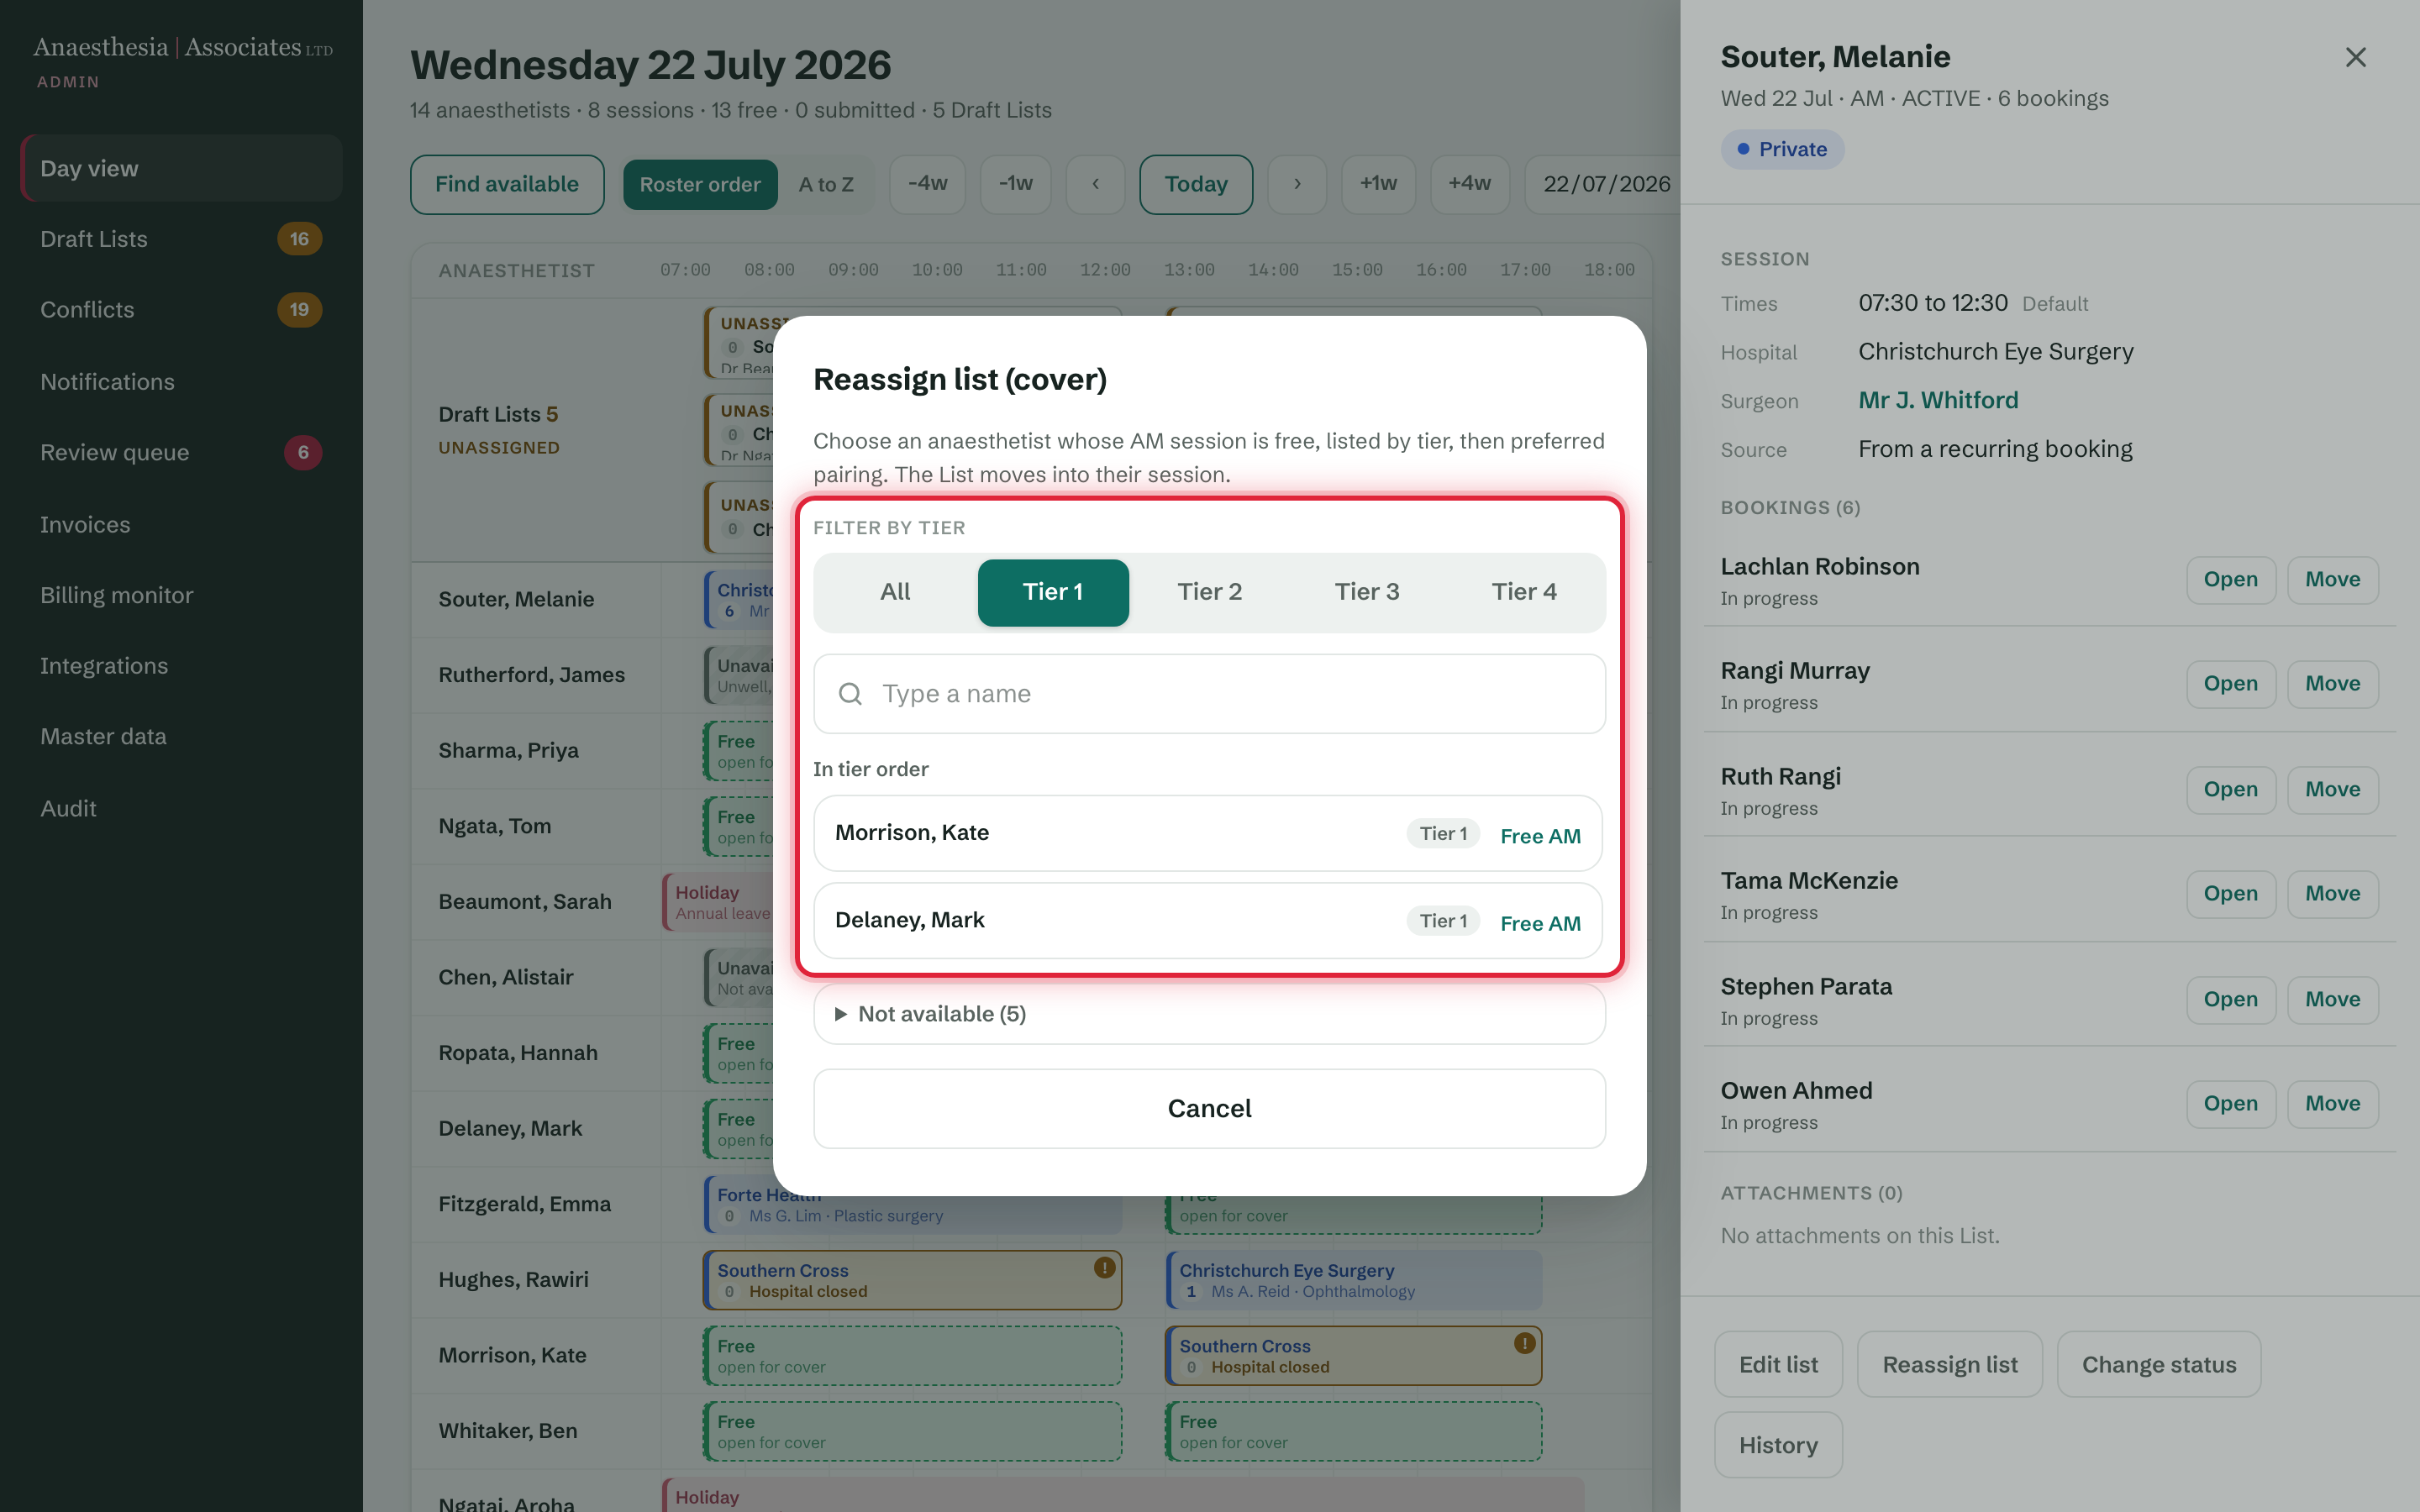 Anaesthesia | Associates LTD
ADMIN
Day view
Draft Lists 16
Conflicts 19
Notifications
Review queue 6
Invoices
Billing monitor
Integrations
Master data
Audit
Wednesday 22 July 2026
14 anaesthetists · 8 sessions · 13 free · 0 submitted · 5 Draft Lists
Find available Roster order A to Z -4w -1w ‹ Today › +1w +4w 22/07/2026
ANAESTHETIST 07:00 08:00 09:00 10:00 11:00 12:00 13:00 14:00 15:00 16:00 17:00 18:00
Draft Lists 5
UNASSIGNED
0
0
0
Souter, Melanie
6 Mr
Rutherford, James
Unwell,
Sharma, Priya
Free
Ngata, Tom
Free
Beaumont, Sarah
Holiday
Annual leave
Chen, Alistair
Ropata, Hannah
Free
Delaney, Mark
Free
Fitzgerald, Emma
Forte Health
0 Ms G. Lim · Plastic surgery
Free
open for cover
Hughes, Rawiri
Southern Cross !
0 Hospital closed
Christchurch Eye Surgery
1 Ms A. Reid · Ophthalmology
Morrison, Kate
Free
open for cover
Southern Cross !
0 Hospital closed
Whitaker, Ben
Free
open for cover
Free
open for cover
Ngatai, Aroha
Holiday
Reassign list (cover)
Choose an anaesthetist whose AM session is free, listed by tier, then preferred
pairing. The List moves into their session.
FILTER BY TIER
All Tier 1 Tier 2 Tier 3 Tier 4
Type a name
In tier order
Morrison, Kate Tier 1 Free AM
Delaney, Mark Tier 1 Free AM
Not available (5)
Cancel
Souter, Melanie
Wed 22 Jul · AM · ACTIVE · 6 bookings
Private
SESSION
Times 07:30 to 12:30 Default
Hospital Christchurch Eye Surgery
Surgeon Mr J. Whitford
Source From a recurring booking
BOOKINGS (6)
Lachlan Robinson
In progress
Open Move
Rangi Murray
In progress
Open Move
Ruth Rangi
In progress
Open Move
Tama McKenzie
In progress
Open Move
Stephen Parata
In progress
Open Move
Owen Ahmed
In progress
Open Move
ATTACHMENTS (0)
No attachments on this List.
Edit list Reassign list Change status
History